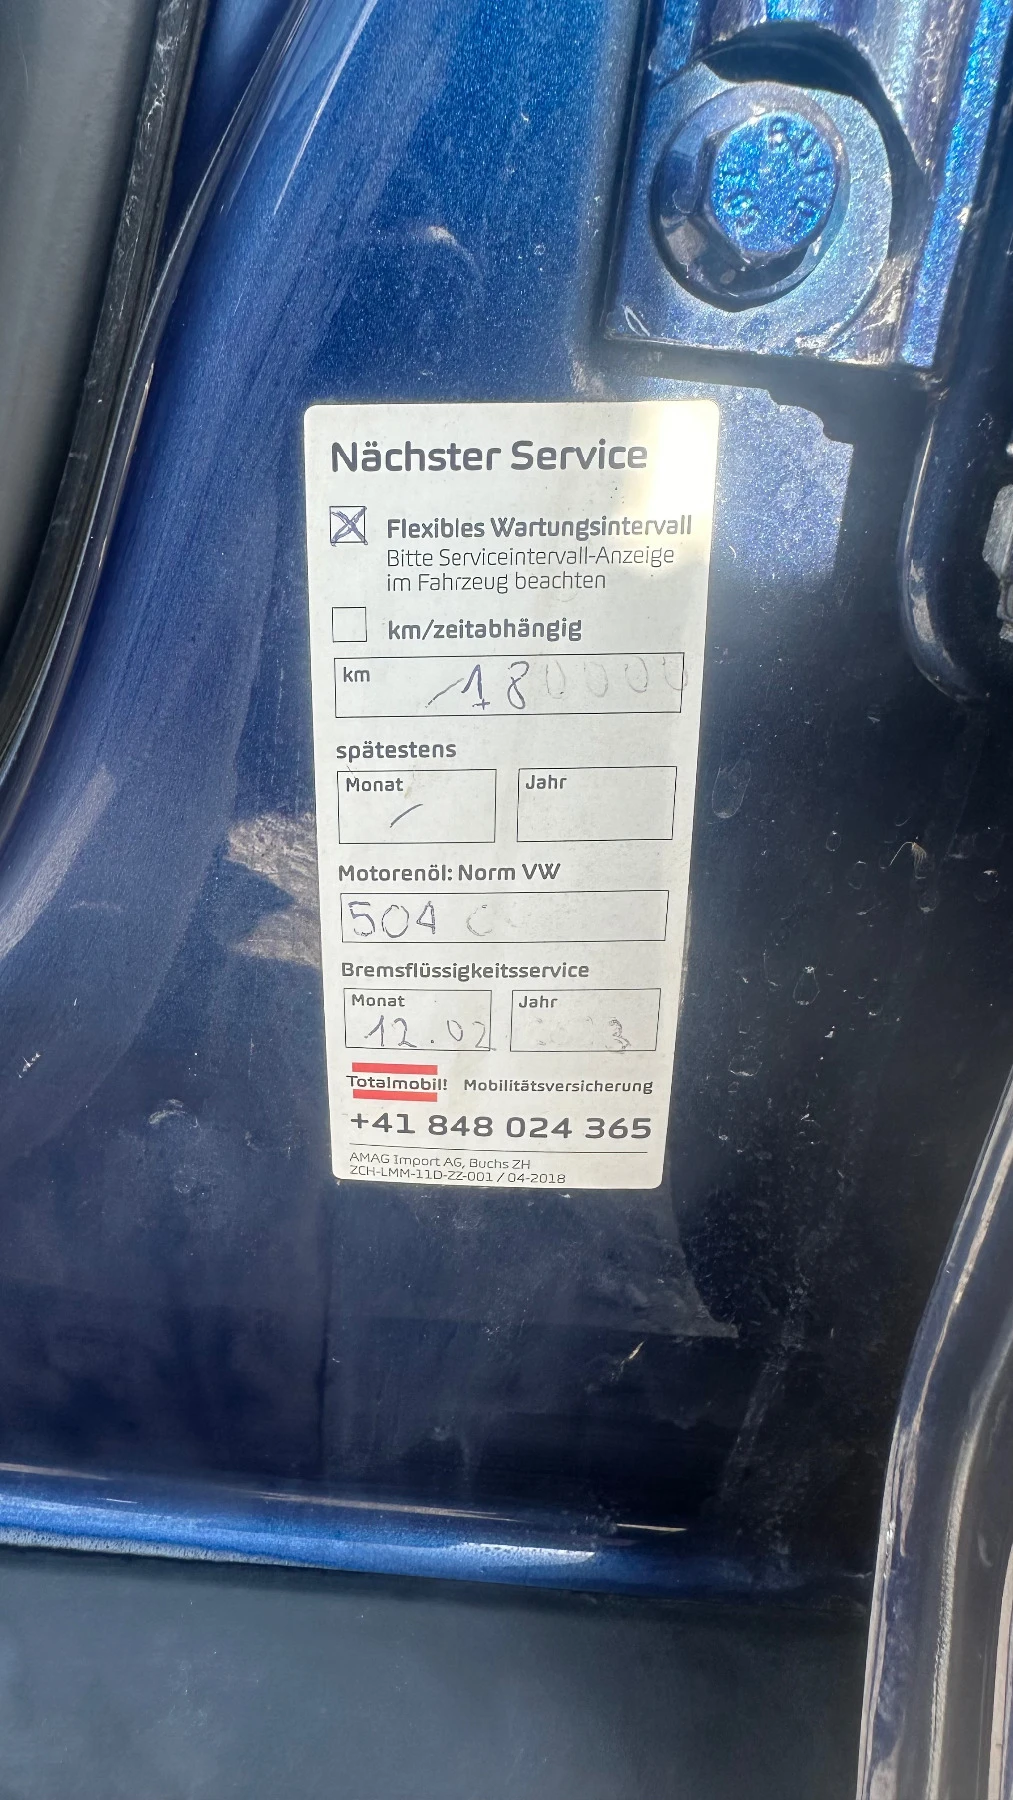 Nächster Service
Flexibles Wartungsintervall
Bitte Serviceintervall-Anzeige
im Fahrzeug beachten
km/zeitabhängig
km 18
spätestens
Monat Jahr
Motorenöl: Norm VW
504
Bremsflüssigkeitsservice
Monat Jahr
12.02 3
Totalmobil! Mobilitätsversicherung
+41 848 024 365
AMAG Import AG, Buchs ZH
ZCH-LMM-11D-ZZ-001 / 04-2018